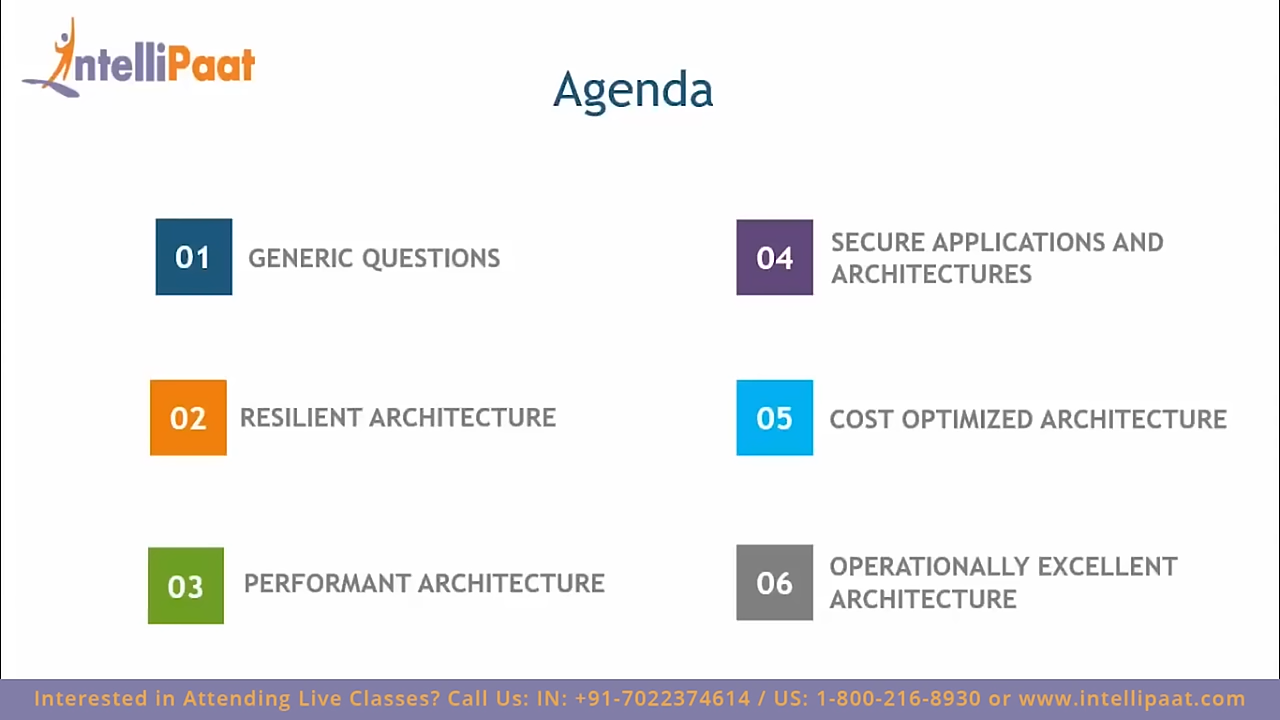 IntelliPaat
Agenda
01 GENERIC QUESTIONS
02 RESILIENT ARCHITECTURE
03 PERFORMANT ARCHITECTURE
04 SECURE APPLICATIONS AND
ARCHITECTURES
05 COST OPTIMIZED ARCHITECTURE
06 OPERATIONALLY EXCELLENT
ARCHITECTURE
Interested in Attending Live Classes? Call Us: IN: +91-7022374614 / US: 1-800-216-8930 or www.intellipaat.com